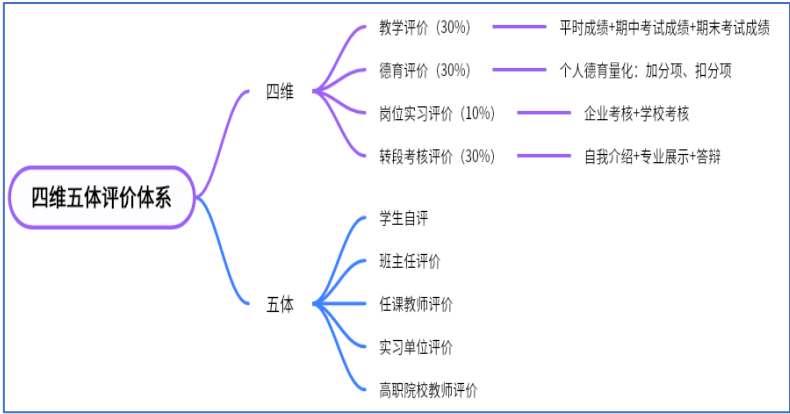 四维五体评价体系
四维
教学评价（30%） 平时成绩+期中考试成绩+期末考试成绩
德育评价（30%） 个人德育量化：加分项、扣分项
岗位实习评价（10%） 企业考核+学校考核
转段考核评价（30%） 自我介绍+专业展示+答辩
五体
学生自评
班主任评价
任课教师评价
实习单位评价
高职院校教师评价